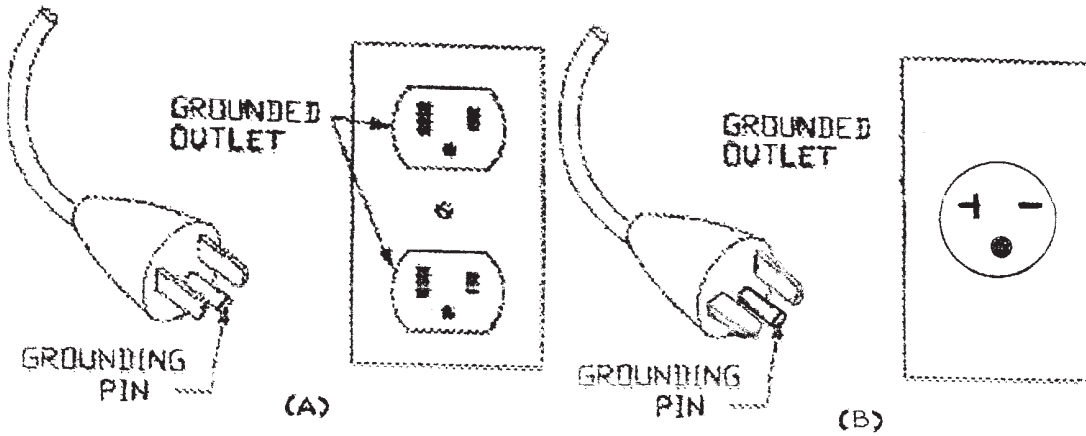 GROUNDED
OUTLET
GROUNDING
PIN
(A)
GROUNDED
OUTLET
GROUNDING
PIN
(B)